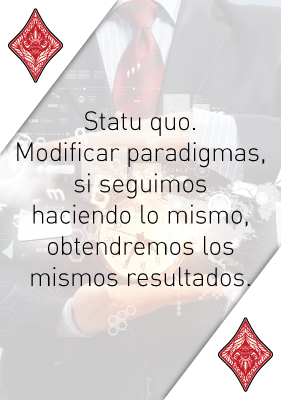 Statu quo.
Modificar paradigmas,
si seguimos
haciendo lo mismo,
obtendremos los
mismos resultados.